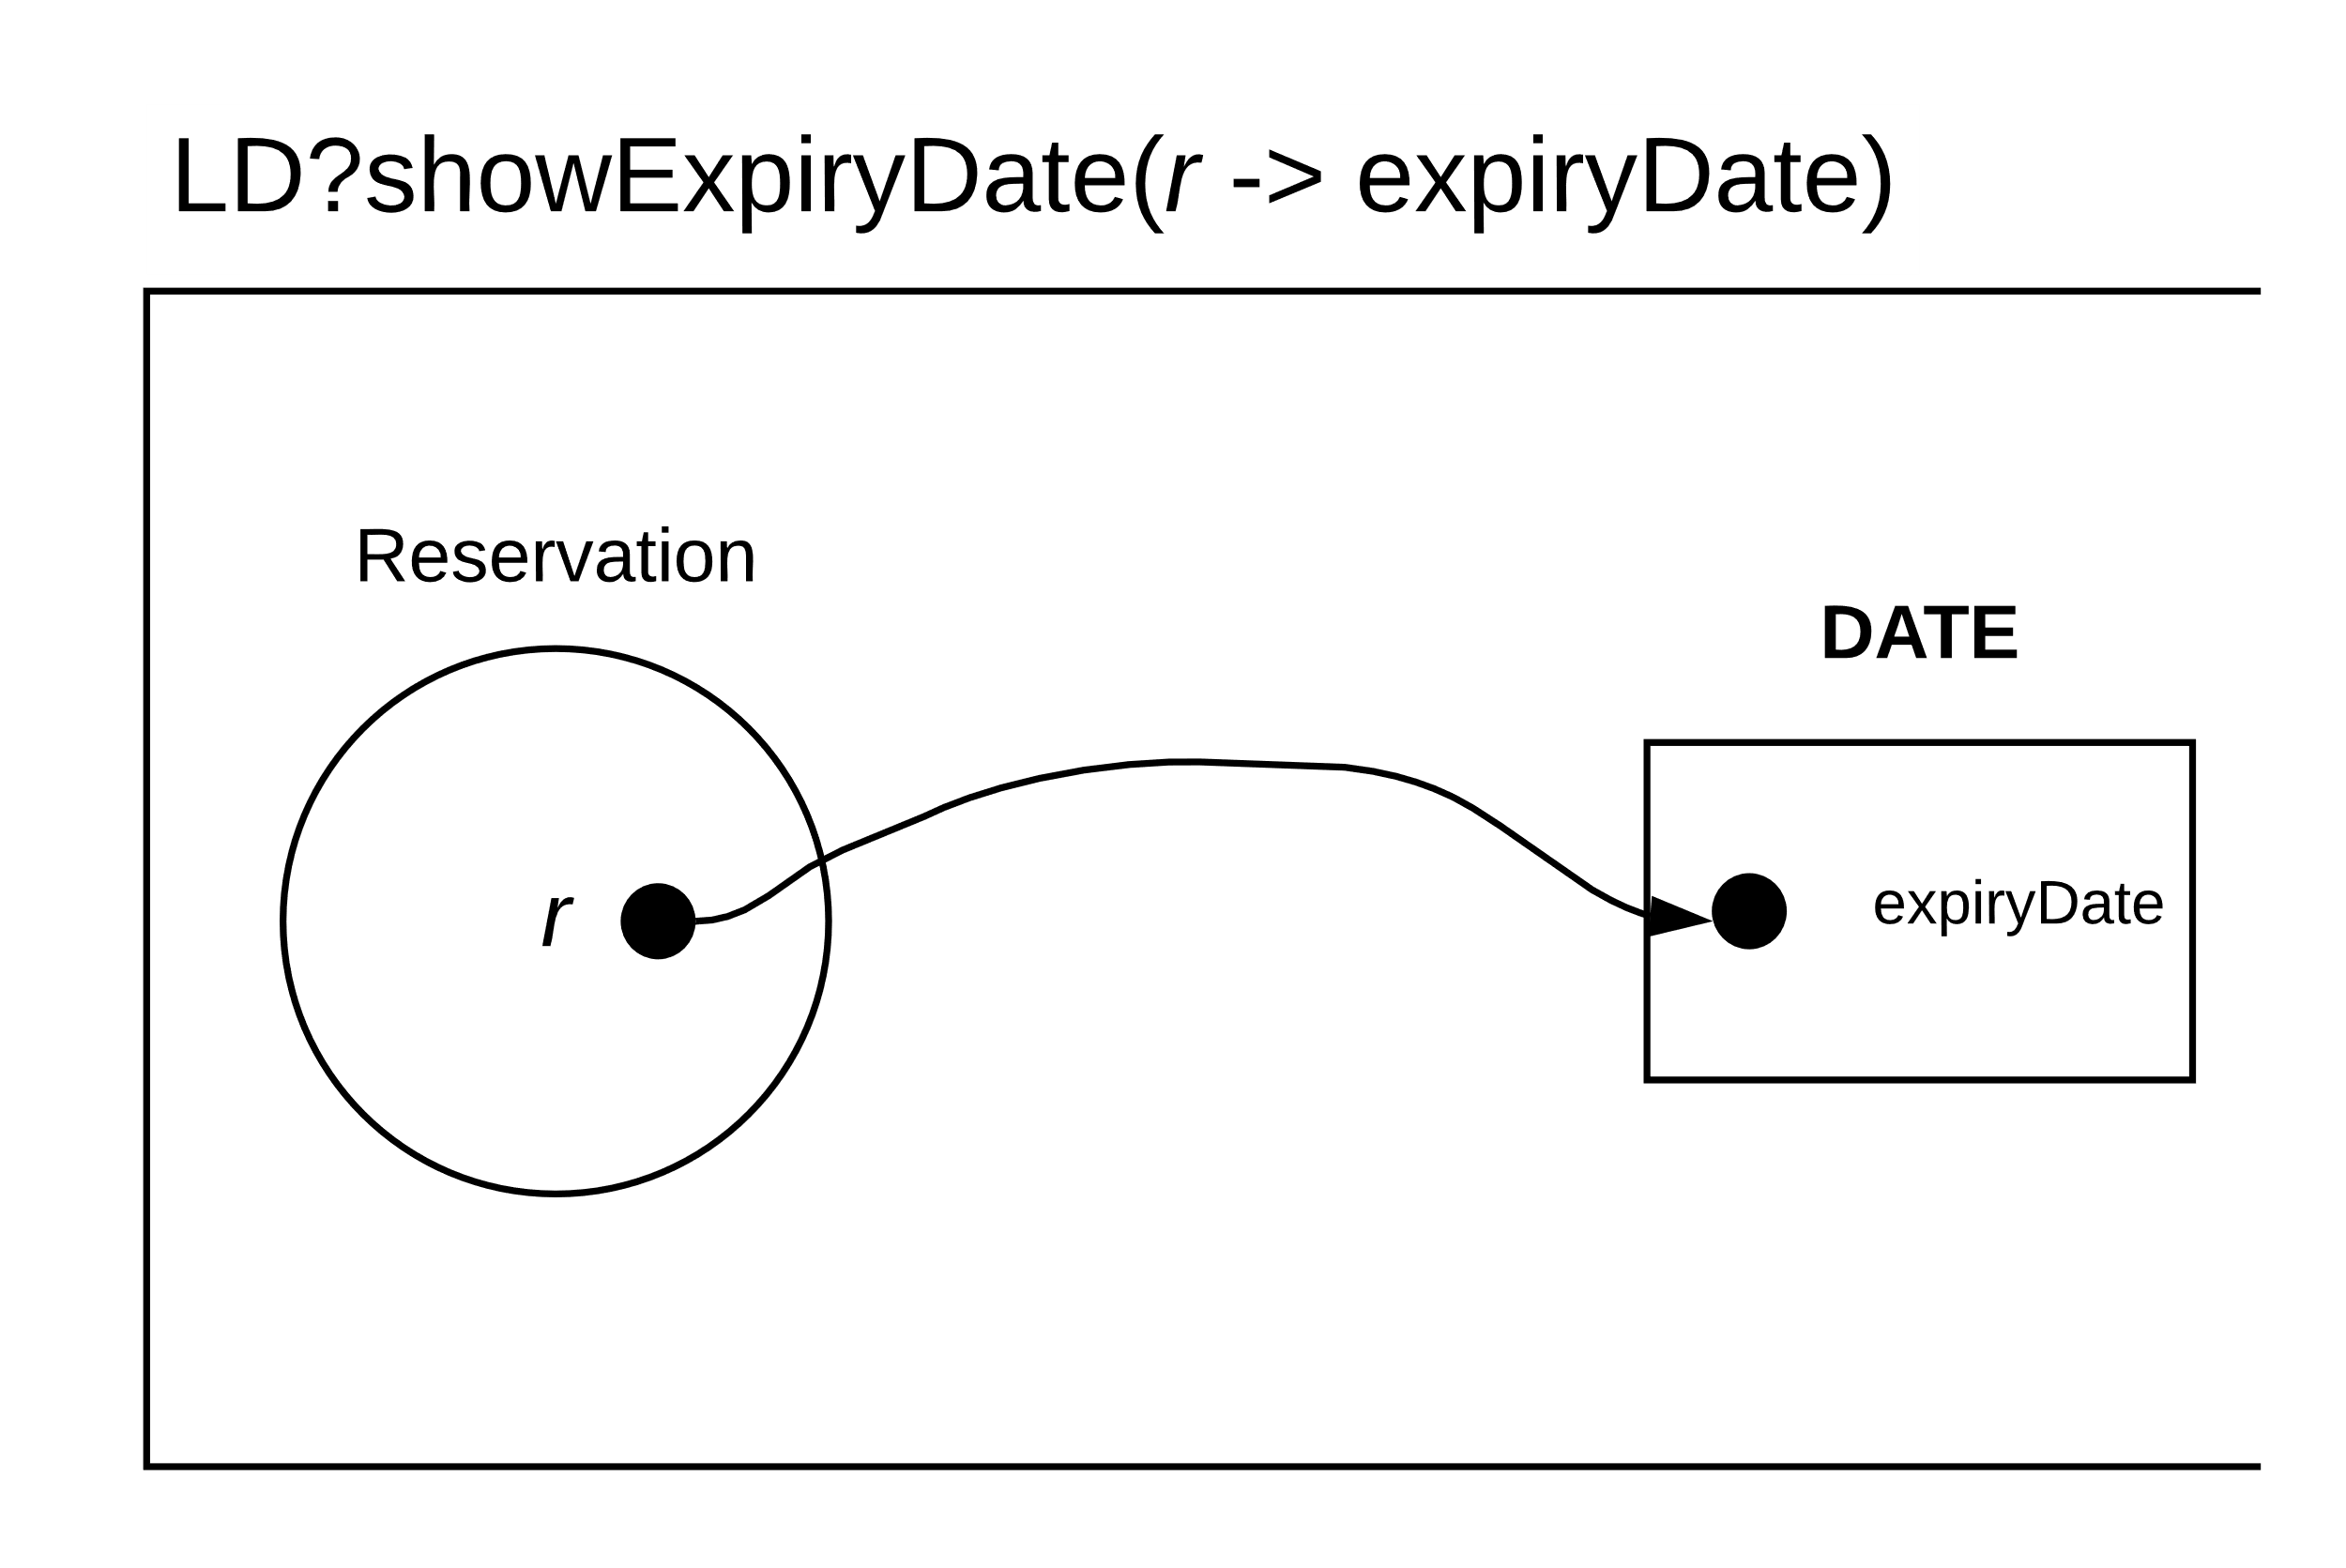 LD?showExpiryDate(r -> expiryDate)
Reservation
DATE
r
expiryDate